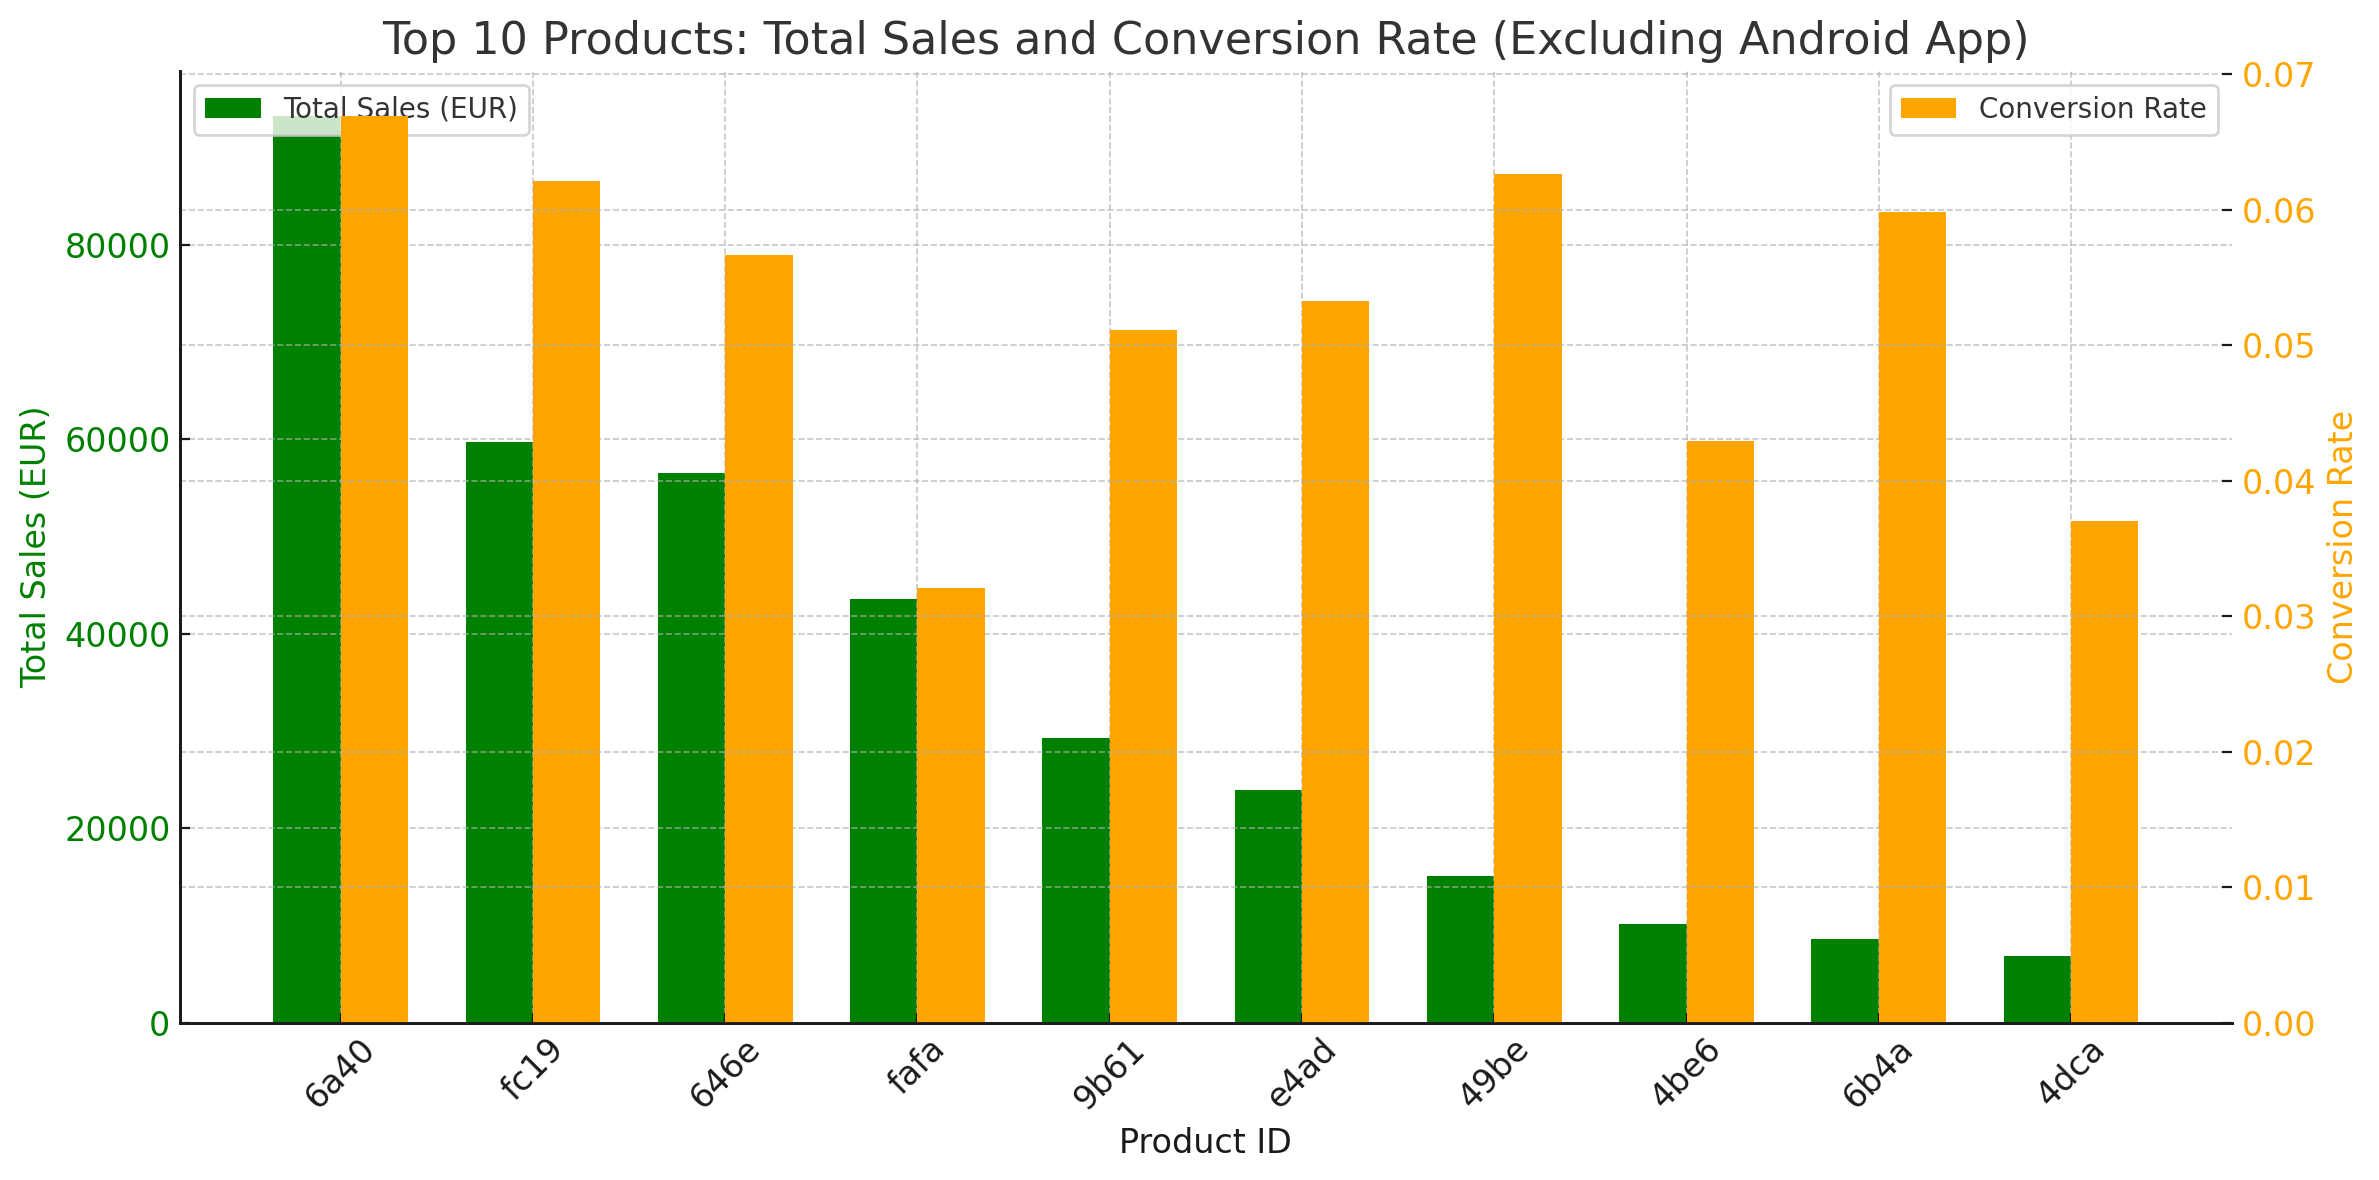 Top 10 Products: Total Sales and Conversion Rate (Excluding Android App)
Total Sales (EUR)
Conversion Rate
Total Sales (EUR)
80000
60000
40000
20000
0
0.07
0.06
0.05
0.04
0.03
0.02
0.01
0.00
Conversion Rate
6a40 fc19 646e fafa 9b61 e4ad 49be 4be6 6b4a 4dca
Product ID